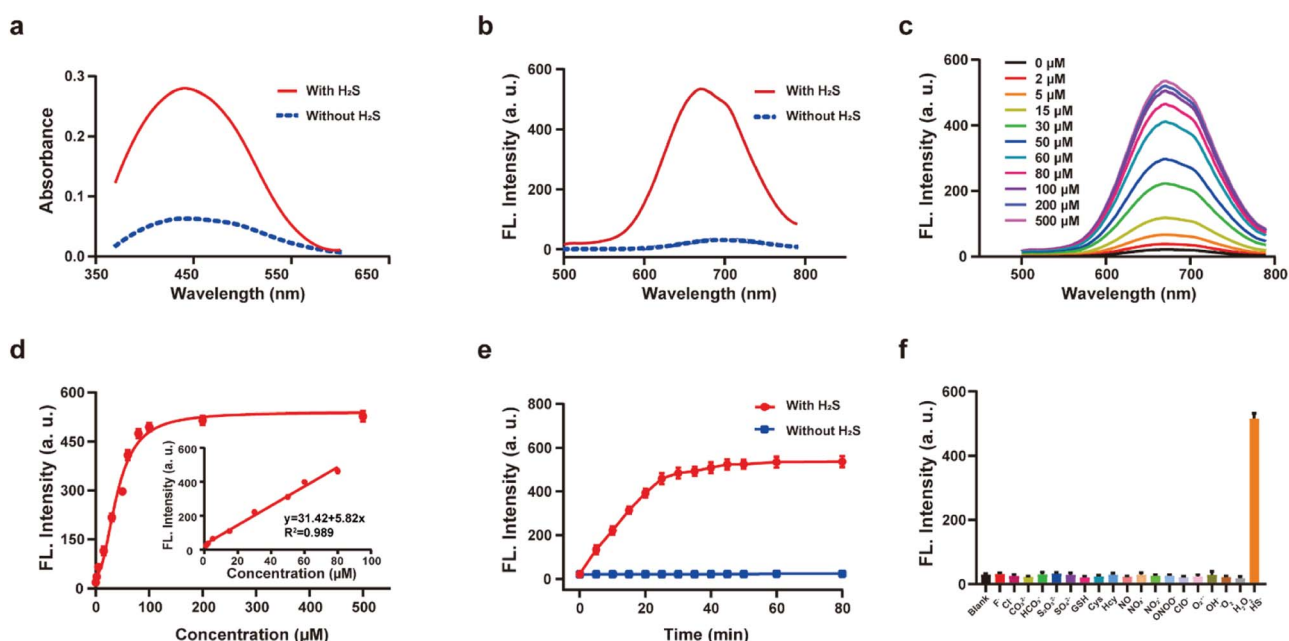 a
Absorbance
0.3
0.2
0.1
0.0
350
450
550
650
Wavelength (nm)
With H₂S
Without H₂S
b
FL. Intensity (a. u.)
600
400
200
0
500
600
700
800
Wavelength (nm)
With H₂S
Without H₂S
c
FL. Intensity (a. u.)
600
400
200
0
500
600
700
800
Wavelength (nm)
0 µM
2 µM
5 µM
15 µM
30 µM
50 µM
60 µM
80 µM
100 µM
200 µM
500 µM
d
FL. Intensity (a. u.)
600
450
300
150
0
0
100
200
300
400
500
Concentration (µM)
FL. Intensity (a. u.)
600
400
200
0
0
20
40
60
80
100
Concentration (µM)
y=31.42+5.82x
R²=0.989
e
FL. Intensity (a. u.)
800
600
400
200
0
0
20
40
60
80
Time (min)
With H₂S
Without H₂S
f
FL. Intensity (a. u.)
600
400
200
0
Blank
F⁻
Cl⁻
CO₃²⁻
HCO₃⁻
GSH
Cys
Hcy
NO
NO₂⁻
ONOO⁻
ClO⁻
OH⁻
H₂O₂
HS⁻